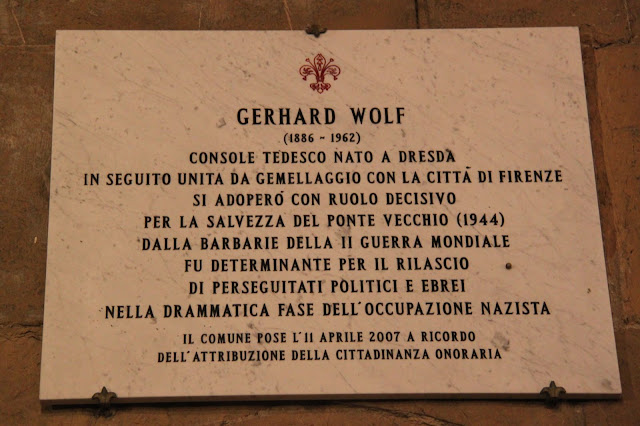 GERHARD WOLF
(1886 - 1962)
CONSOLE TEDESCO NATO A DRESDA
IN SEGUITO UNITA DA GEMELLAGGIO CON LA CITTÀ DI FIRENZE
SI ADOPERÒ CON RUOLO DECISIVO
PER LA SALVEZZA DEL PONTE VECCHIO (1944)
DALLA BARBARIE DELLA II GUERRA MONDIALE
FU DETERMINANTE PER IL RILASCIO
DI PERSEGUITATI POLITICI E EBREI
NELLA DRAMMATICA FASE DELL'OCCUPAZIONE NAZISTA
IL COMUNE POSE L'11 APRILE 2007 A RICORDO
DELL'ATTRIBUZIONE DELLA CITTADINANZA ONORARIA